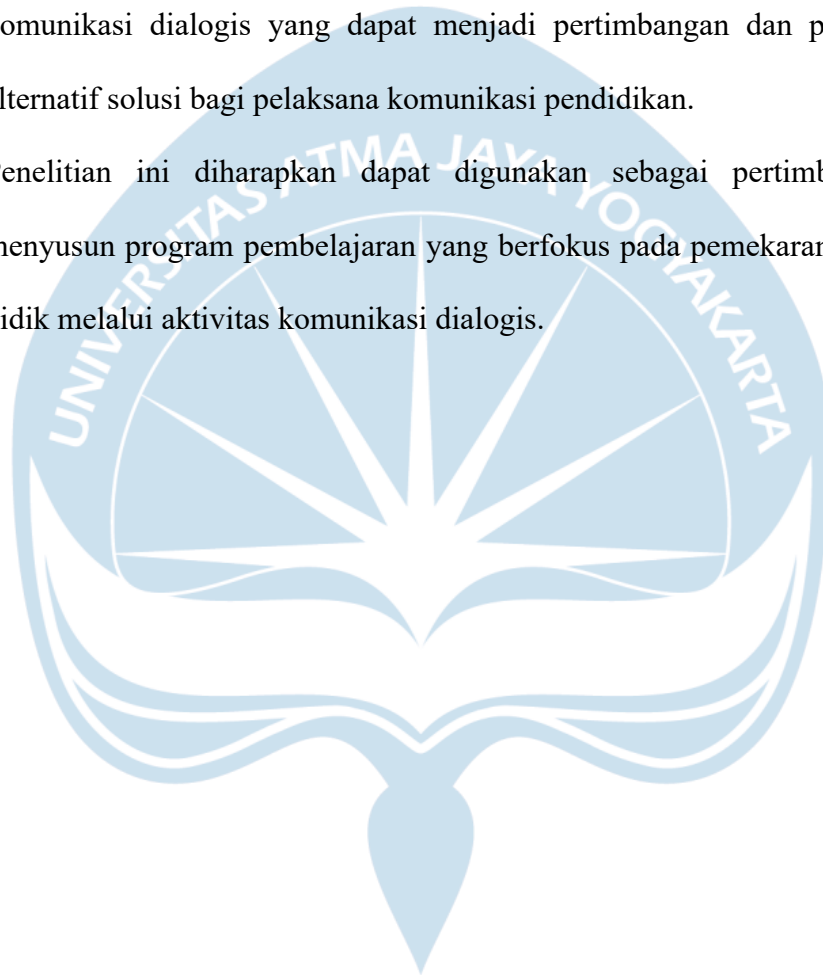 omunikasi dialogis yang dapat menjadi pertimbangan dan p
lternatif solusi bagi pelaksana komunikasi pendidikan.
enelitian ini diharapkan dapat digunakan sebagai pertimb
enyusun program pembelajaran yang berfokus pada pemekaran
idik melalui aktivitas komunikasi dialogis.
UNIVERSITAS ATMA JAYA YOGYAKARTA